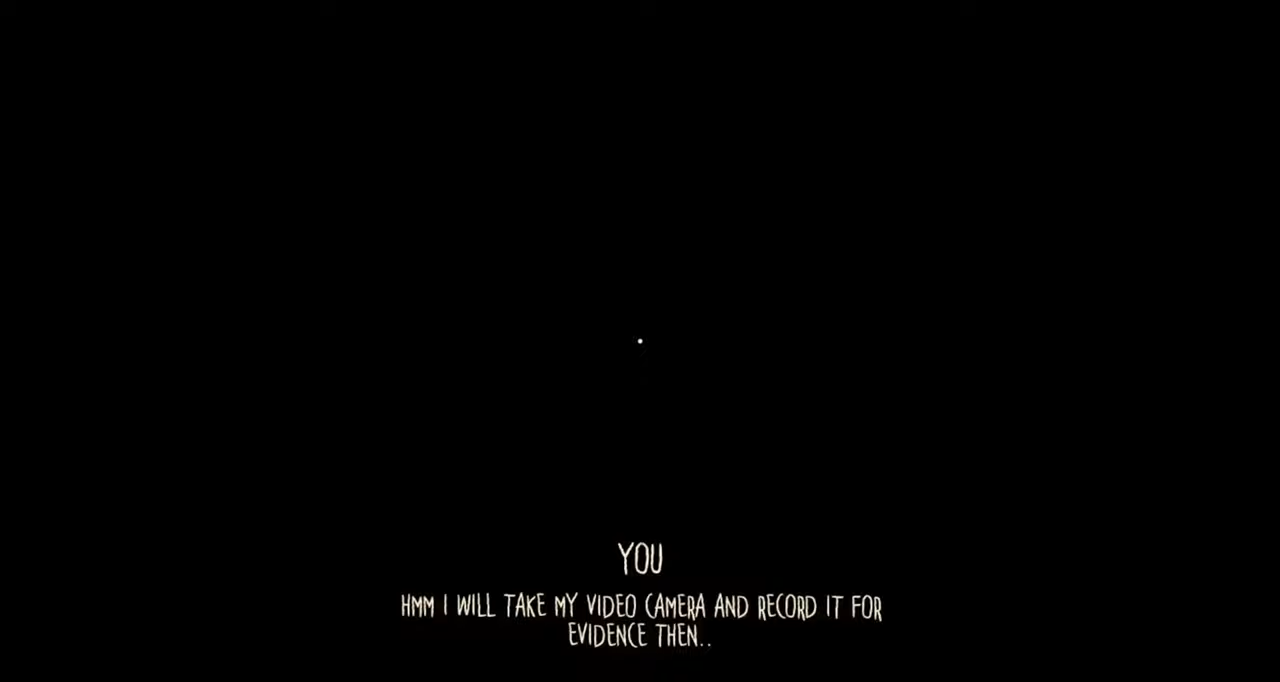 YOU
HMM I WILL TAKE MY VIDEO CAMERA AND RECORD IT FOR
EVIDENCE THEN..